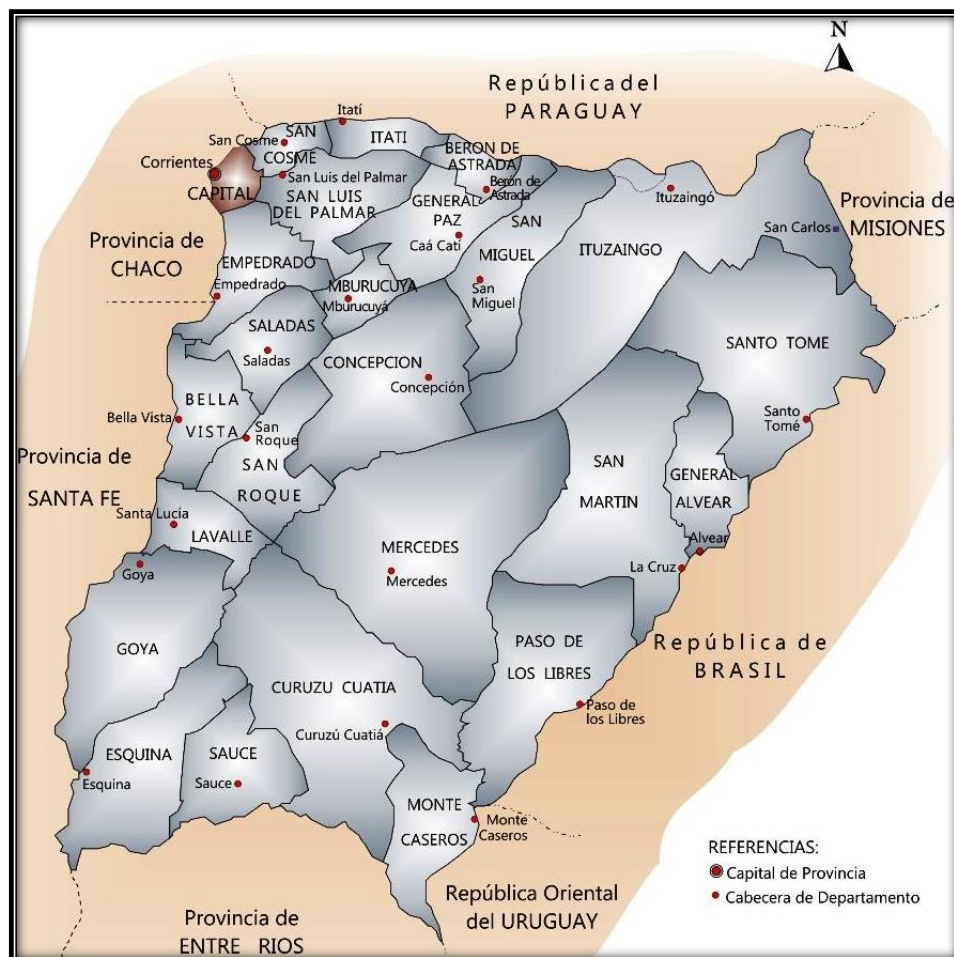 N
República del
PARAGUAY
Itatí
SAN
COSME
San Cosme
ITATI
BERON DE
ASTRADA
Berón de
Astrada
Corrientes
CAPITAL
San Luis del Palmar
SAN LUIS
DEL PALMAR
GENERAL
PAZ
Caá Catí
SAN
MIGUEL
San
Miguel
Ituzaingó
ITUZAINGO
San Carlos
Provincia de
MISIONES
Provincia de
CHACO
EMPEDRADO
Empedrado
MBURUCUYA
Mburucuyá
SALADAS
Saladas
CONCEPCION
Concepción
SANTO TOME
Santo
Tomé
BELLA
VISTA
Bella Vista
San
Roque
SAN
ROQUE
SAN
MARTIN
GENERAL
ALVEAR
Alvear
La Cruz
Provincia de
SANTA FE
Santa Lucía
LAVALLE
Goya
GOYA
MERCEDES
Mercedes
PASO DE
LOS LIBRES
Paso de
los Libres
República de
BRASIL
CURUZU CUATIA
Curuzú Cuatiá
ESQUINA
Esquina
SAUCE
Sauce
MONTE
CASEROS
Monte
Caseros
República Oriental
del URUGUAY
Provincia de
ENTRE RIOS
REFERENCIAS:
Capital de Provincia
Cabecera de Departamento